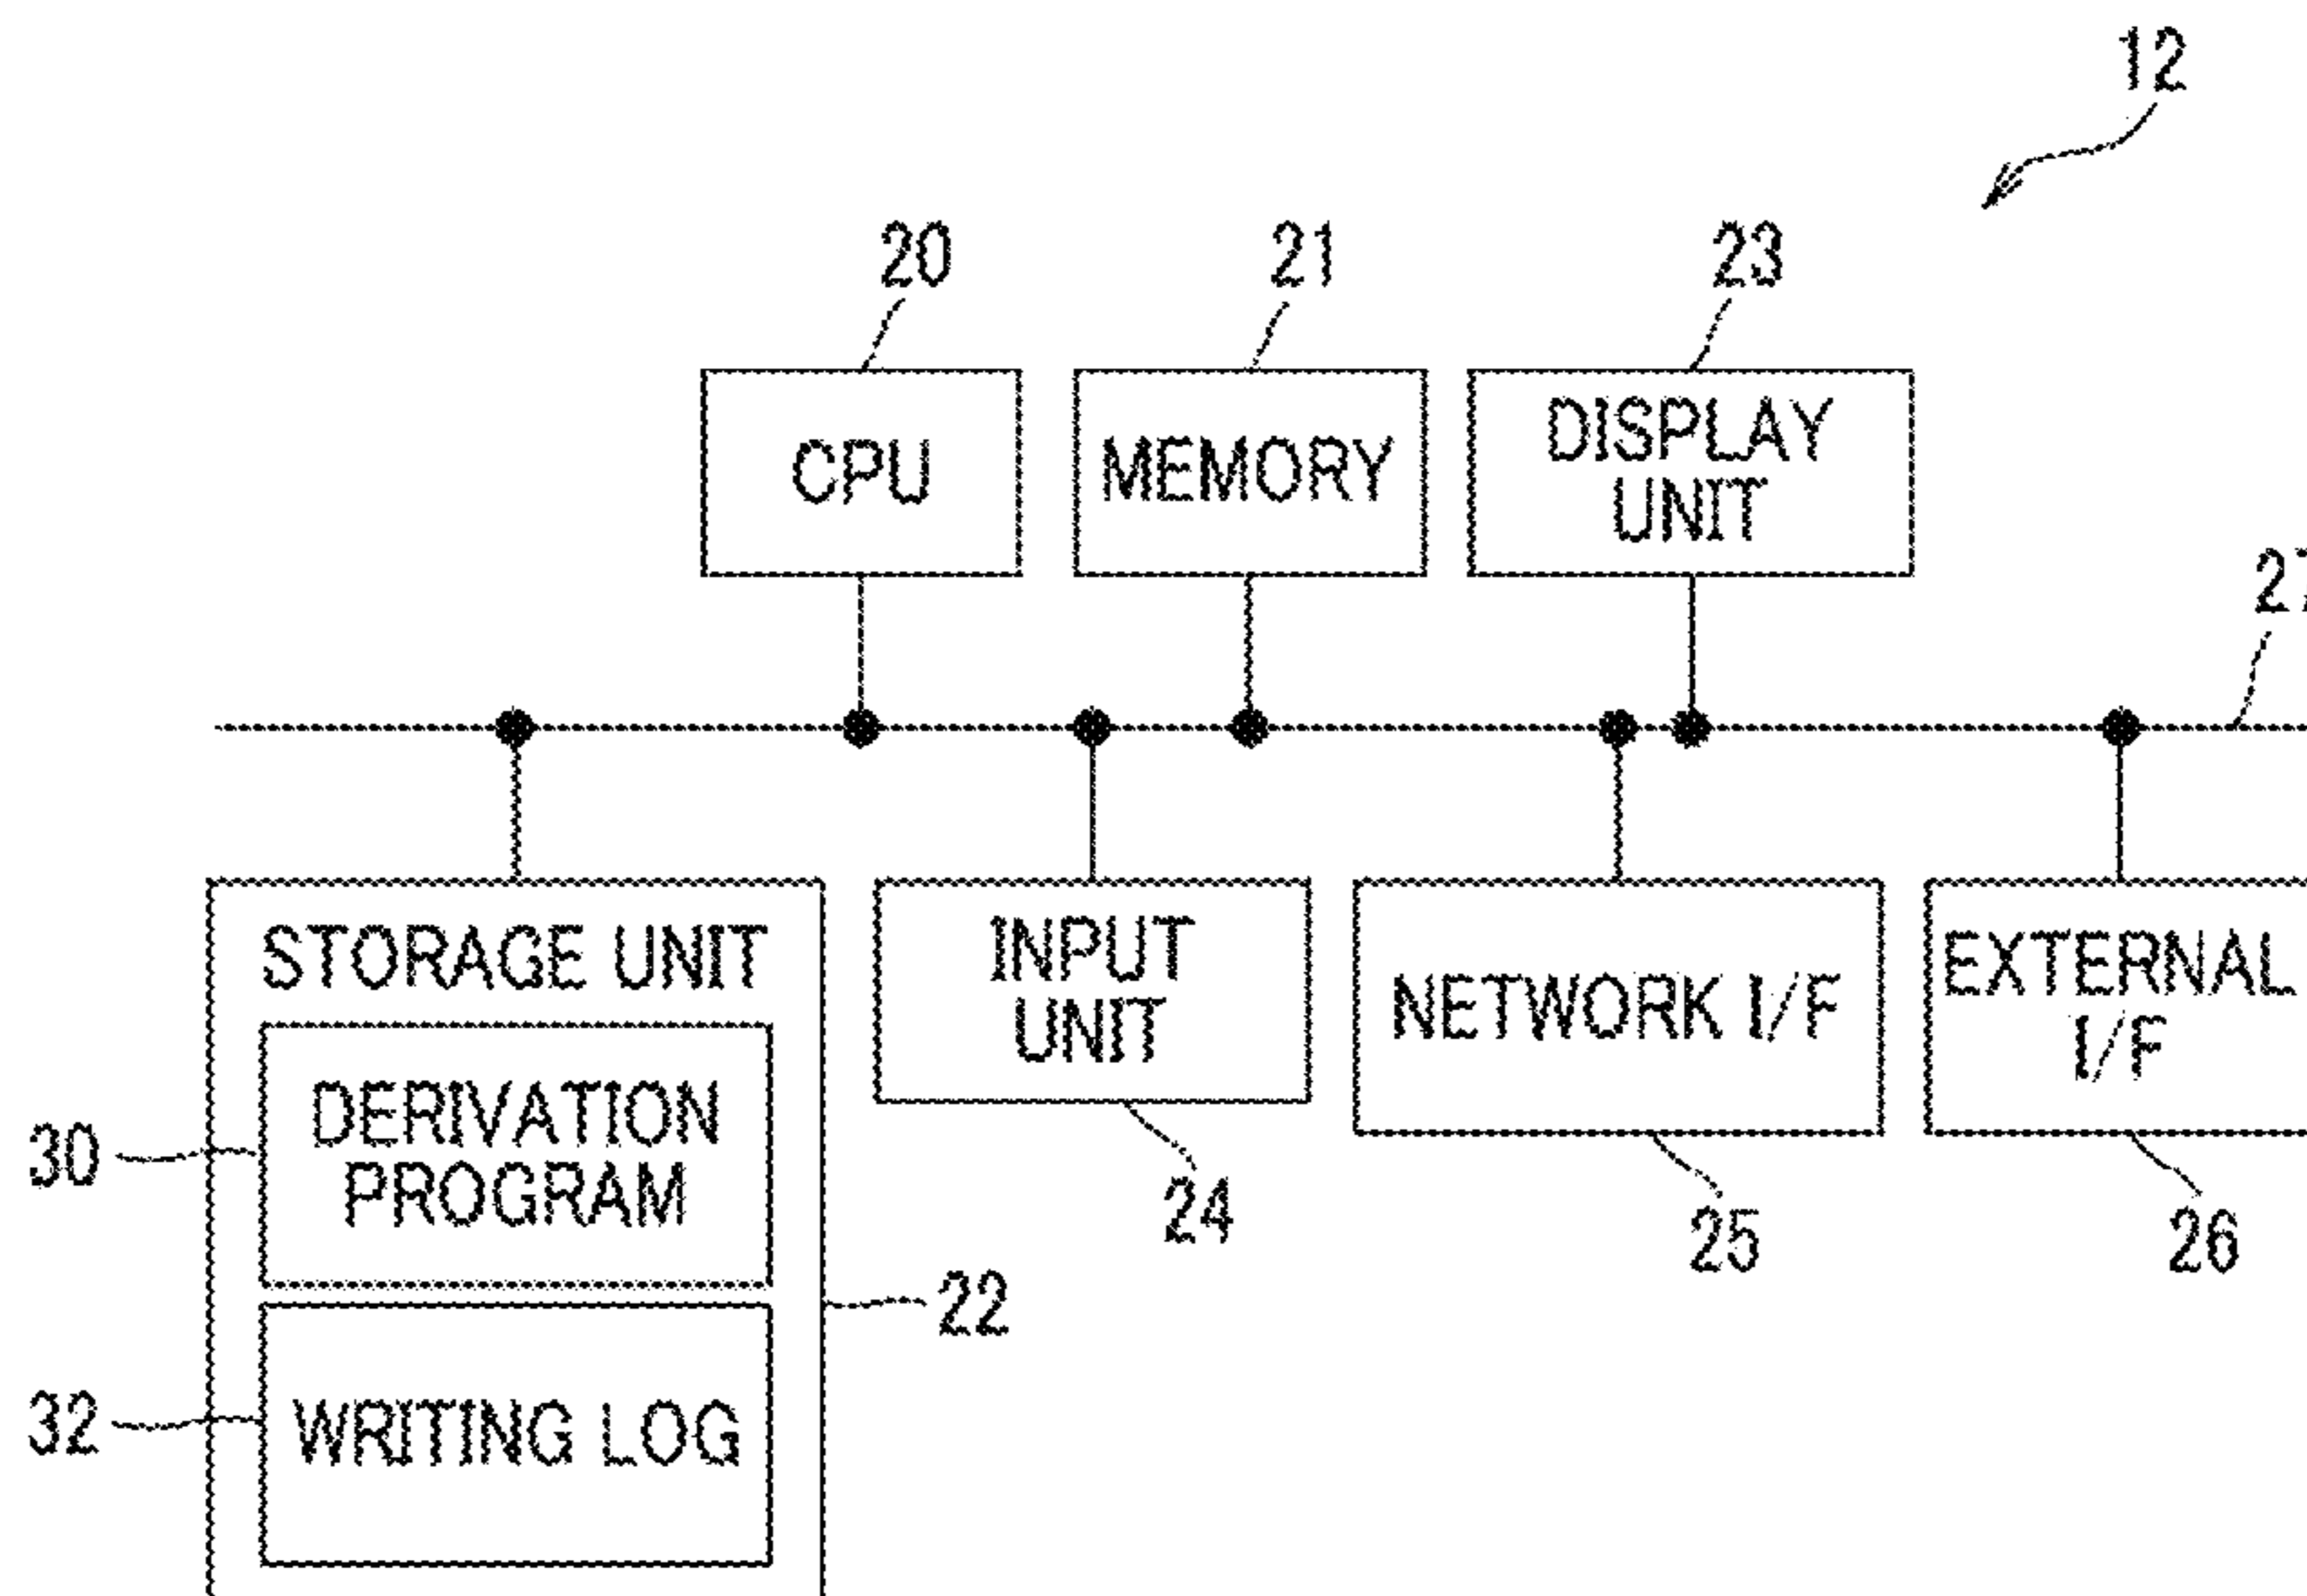 12
20
21
23
CPU
MEMORY
DISPLAY
UNIT
27
STORAGE UNIT
INPUT
UNIT
NETWORK I/F
EXTERNAL
I/F
30
DERIVATION
PROGRAM
24
25
26
22
32
WRITING LOG